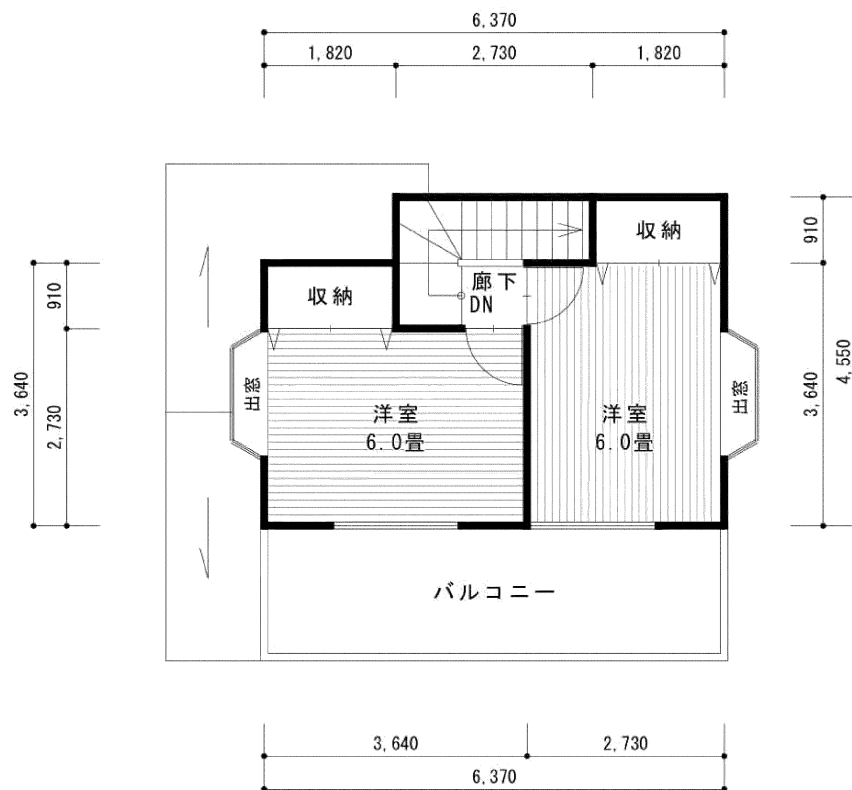 6,370
1,820
2,730
1,820
収納
910
廊下
DN
910
収納
3,640
2,730
出窓
洋室
6.0畳
洋室
6.0畳
出窓
3,640
4,550
バルコニー
3,640
2,730
6,370